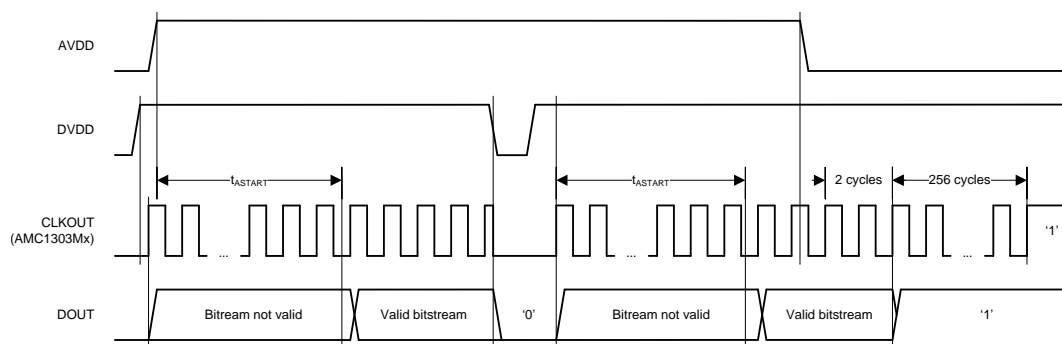 AVDD
DVDD
tASTART
tASTART
2 cycles
256 cycles
CLKOUT
(AMC1303Mx)
...
...
...
'1'
DOUT
Bitream not valid
Valid bitstream
'0'
Bitream not valid
Valid bitstream
'1'